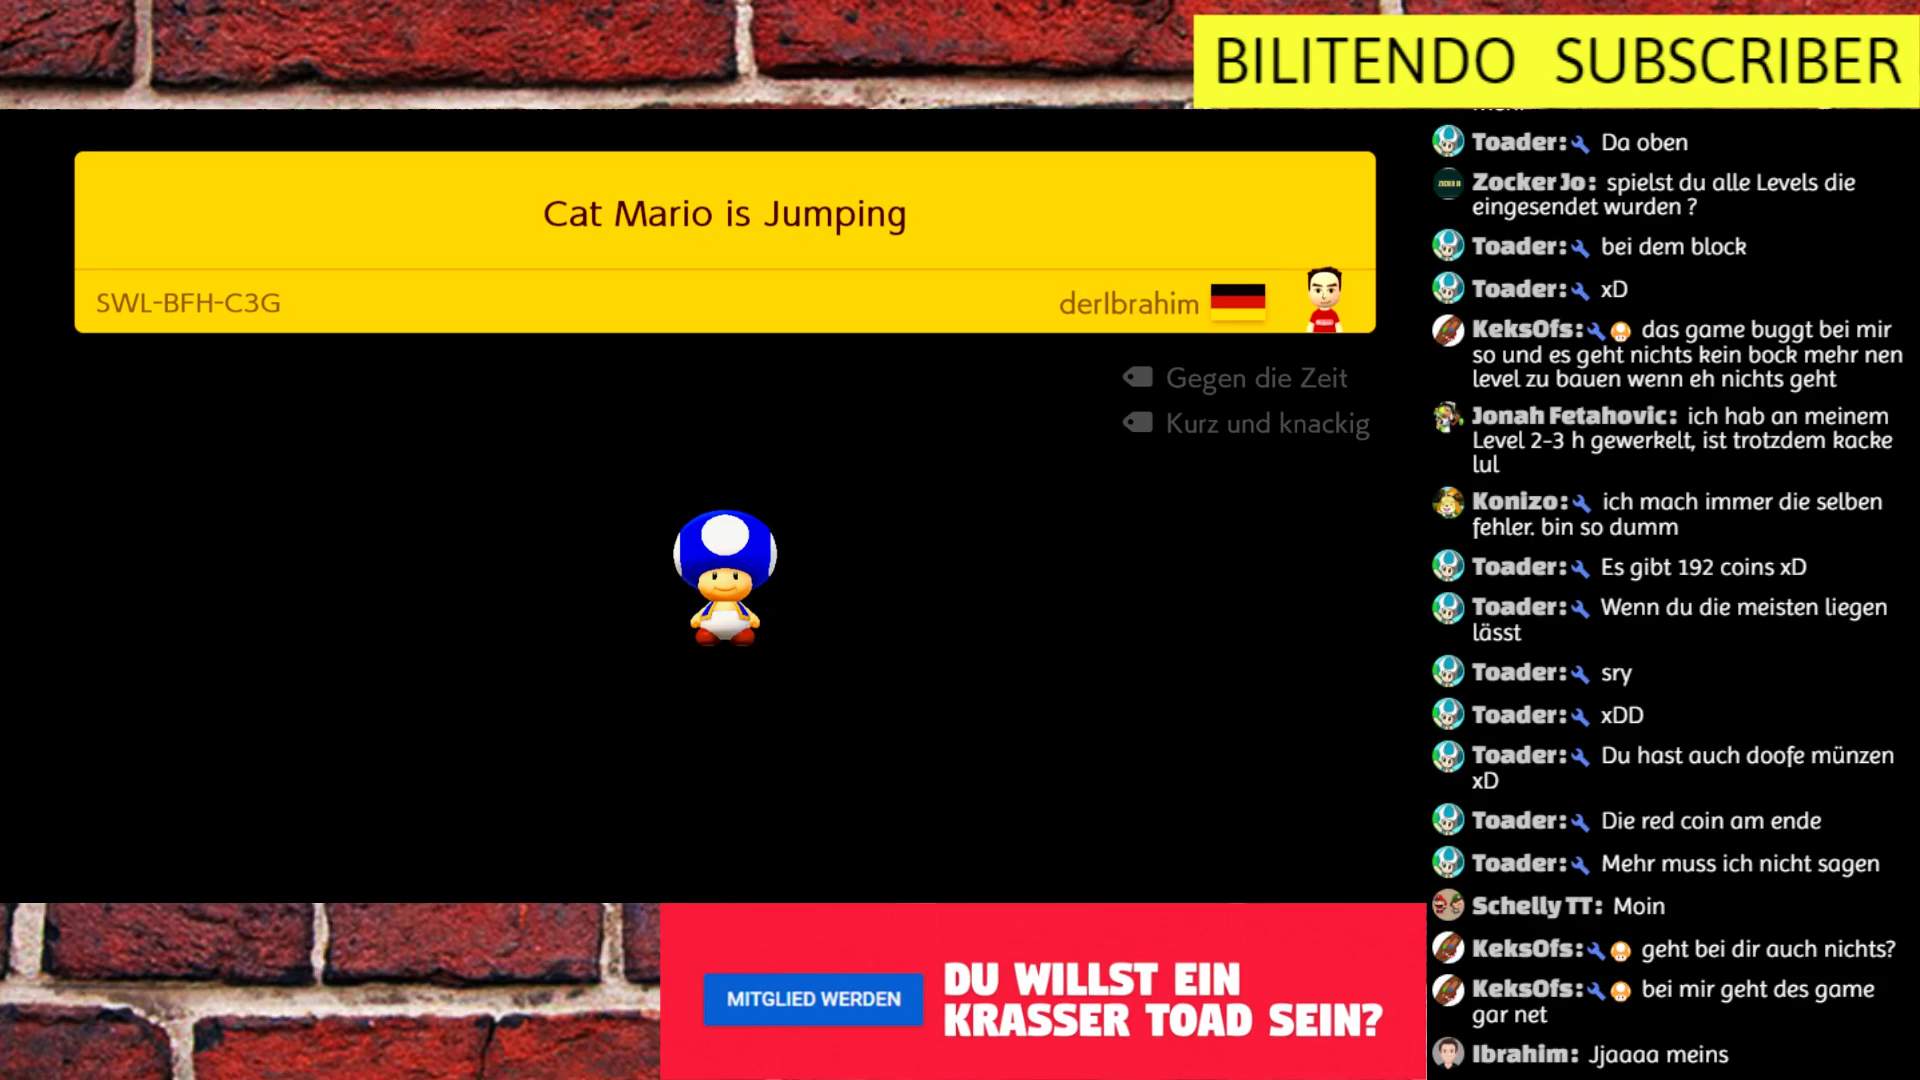 BILITENDO SUBSCRIBER
Cat Mario is Jumping
SWL-BFH-C3G
derIbrahim
Gegen die Zeit
Kurz und knackig
MITGLIED WERDEN
DU WILLST EIN
KRASSER TOAD SEIN?
Toader: Da oben
Zocker Jo: spielst du alle Levels die
eingesendet wurden ?
Toader: bei dem block
Toader: xD
KeksOfs: das game buggt bei mir
so und es geht nichts kein bock mehr nen
level zu bauen wenn eh nichts geht
Jonah Fetahovic: ich hab an meinem
Level 2-3 h gewerkelt, ist trotzdem kacke
lul
Konizo: ich mach immer die selben
fehler. bin so dumm
Toader: Es gibt 192 coins xD
Toader: Wenn du die meisten liegen
lässt
Toader: sry
Toader: xDD
Toader: Du hast auch doofe münzen
xD
Toader: Die red coin am ende
Toader: Mehr muss ich nicht sagen
Schelly TT: Moin
KeksOfs: geht bei dir auch nichts?
KeksOfs: bei mir geht des game
gar net
Ibrahim: Jjaaaa meins